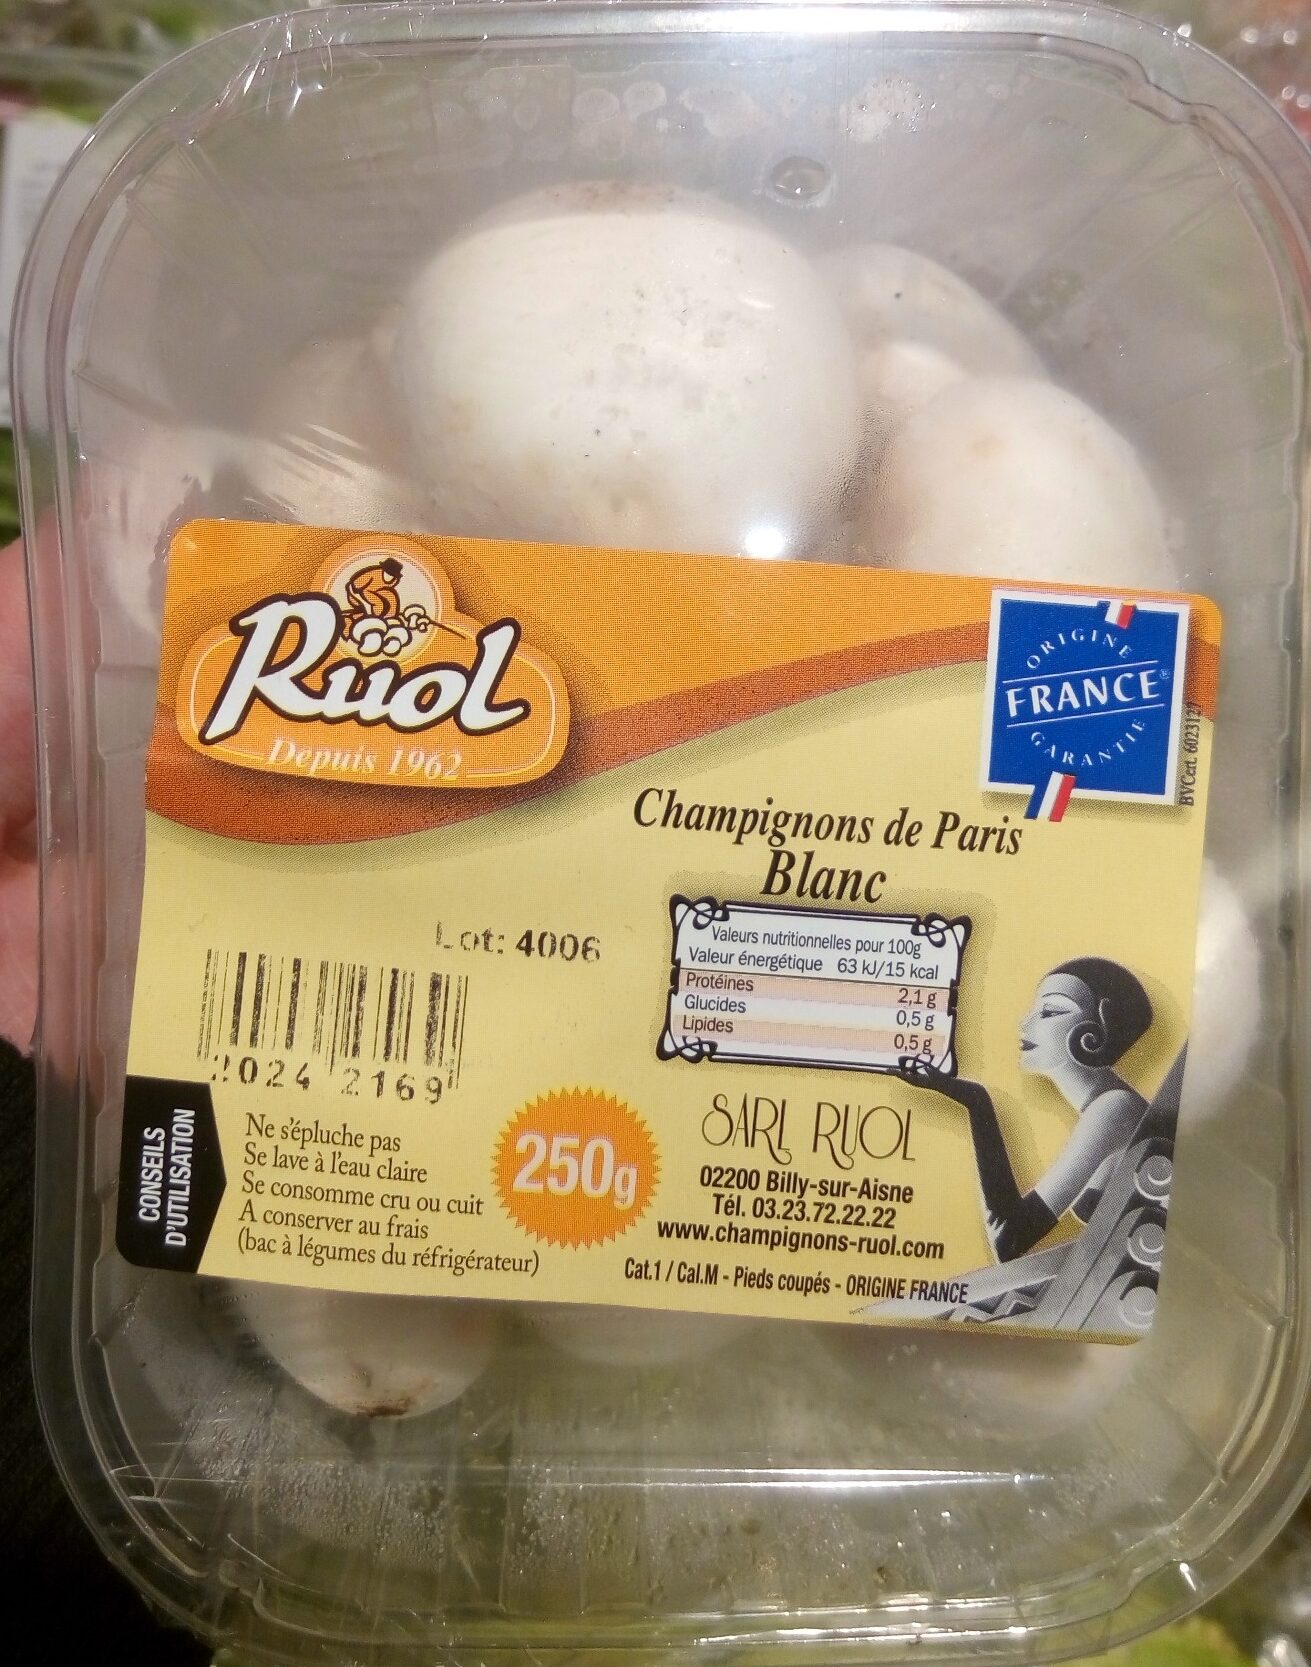 Ruol
Depuis 1962
ORIGINE
FRANCE®
GARANTIE
BVCert. 6023127
Champignons de Paris
Blanc
Lot: 4006
Valeurs nutritionnelles pour 100g
Valeur énergétique 63 kJ/15 kcal
Protéines 2,1 g
Glucides 0,5 g
Lipides 0,5 g
2024 2169
CONSEILS
D'UTILISATION
Ne s'épluche pas
Se lave à l'eau claire
Se consomme cru ou cuit
A conserver au frais
(bac à légumes du réfrigérateur)
250g
SARL RUOL
02200 Billy-sur-Aisne
Tél. 03.23.72.22.22
www.champignons-ruol.com
Cat.1 / Cal.M - Pieds coupés - ORIGINE FRANCE